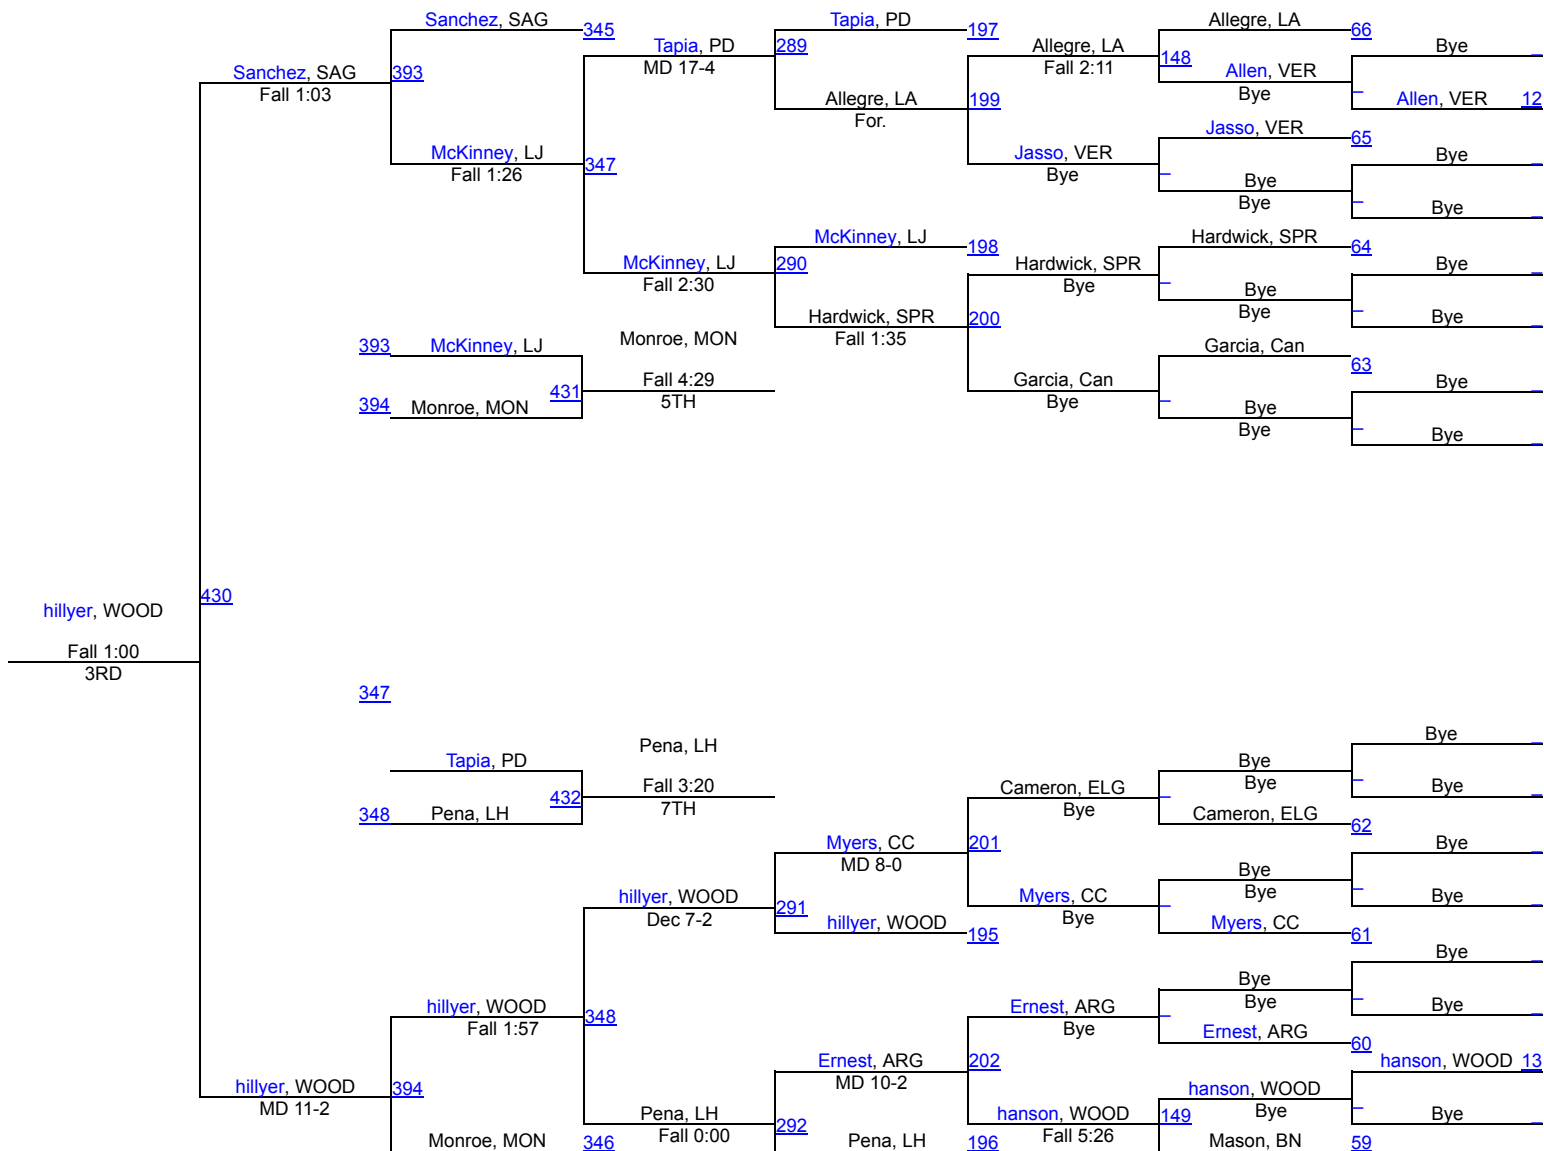 Sanchez, SAG 345 Tapia, PD 197 Allegre, LA 66
Tapia, PD 289 Allegre, LA Bye _
Sanchez, SAG 393 MD 17-4 Fall 2:11 148 Allen, VER
Fall 1:03 Allegre, LA 199 Bye _ Allen, VER 12
For.
Jasso, VER 65
McKinney, LJ 347 Jasso, VER Bye _
Fall 1:26 Bye _ Bye
Bye _ Bye _
McKinney, LJ 198 Hardwick, SPR 64
McKinney, LJ 290 Hardwick, SPR Bye _
Fall 2:30 Bye _ Bye
Hardwick, SPR 200 Bye _ Bye _
Monroe, MON Fall 1:35
393 McKinney, LJ Garcia, Can 63
Fall 4:29 Garcia, Can Bye _
394 Monroe, MON 431 5TH Bye _ Bye
Bye _ Bye _
430
hillyer, WOOD
Fall 1:00
3RD
347
Bye _
Pena, LH
Tapia, PD Bye
Fall 3:20 Cameron, ELG Bye _ Bye _
432 7TH Bye _
348 Pena, LH Cameron, ELG 62
Myers, CC 201 Bye _
MD 8-0 Bye
hillyer, WOOD Myers, CC Bye _ Bye _
Dec 7-2 291 Bye _
hillyer, WOOD 195 Myers, CC 61
Bye _
Bye
hillyer, WOOD 348 Ernest, ARG Bye _ Bye _
Fall 1:57 Bye _
Ernest, ARG 60
Ernest, ARG 202 hanson, WOOD 13
hillyer, WOOD 394 MD 10-2 hanson, WOOD
MD 11-2 Pena, LH hanson, WOOD 149 Bye _ Bye _
Monroe, MON 346 Fall 0:00 292 Pena, LH 196 Fall 5:26 Mason, BN 59